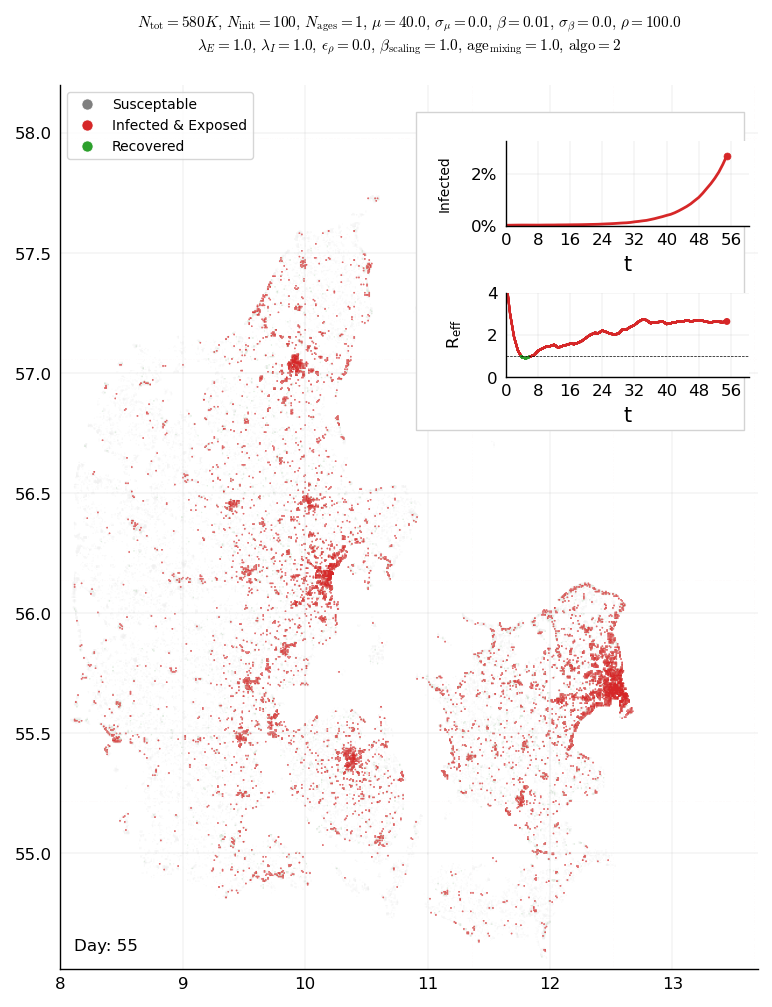 N_tot = 580K, N_init = 100, N_ages = 1, μ = 40.0, σ_μ = 0.0, β = 0.01, σ_β = 0.0, ρ = 100.0
λ_E = 1.0, λ_I = 1.0, ϵ_ρ = 0.0, β_scaling = 1.0, age_mixing = 1.0, algo = 2
Susceptable
Infected & Exposed
Recovered
Infected
2%
0%
0 8 16 24 32 40 48 56
t
R_eff
4
2
0
0 8 16 24 32 40 48 56
t
58.0
57.5
57.0
56.5
56.0
55.5
55.0
Day: 55
8 9 10 11 12 13